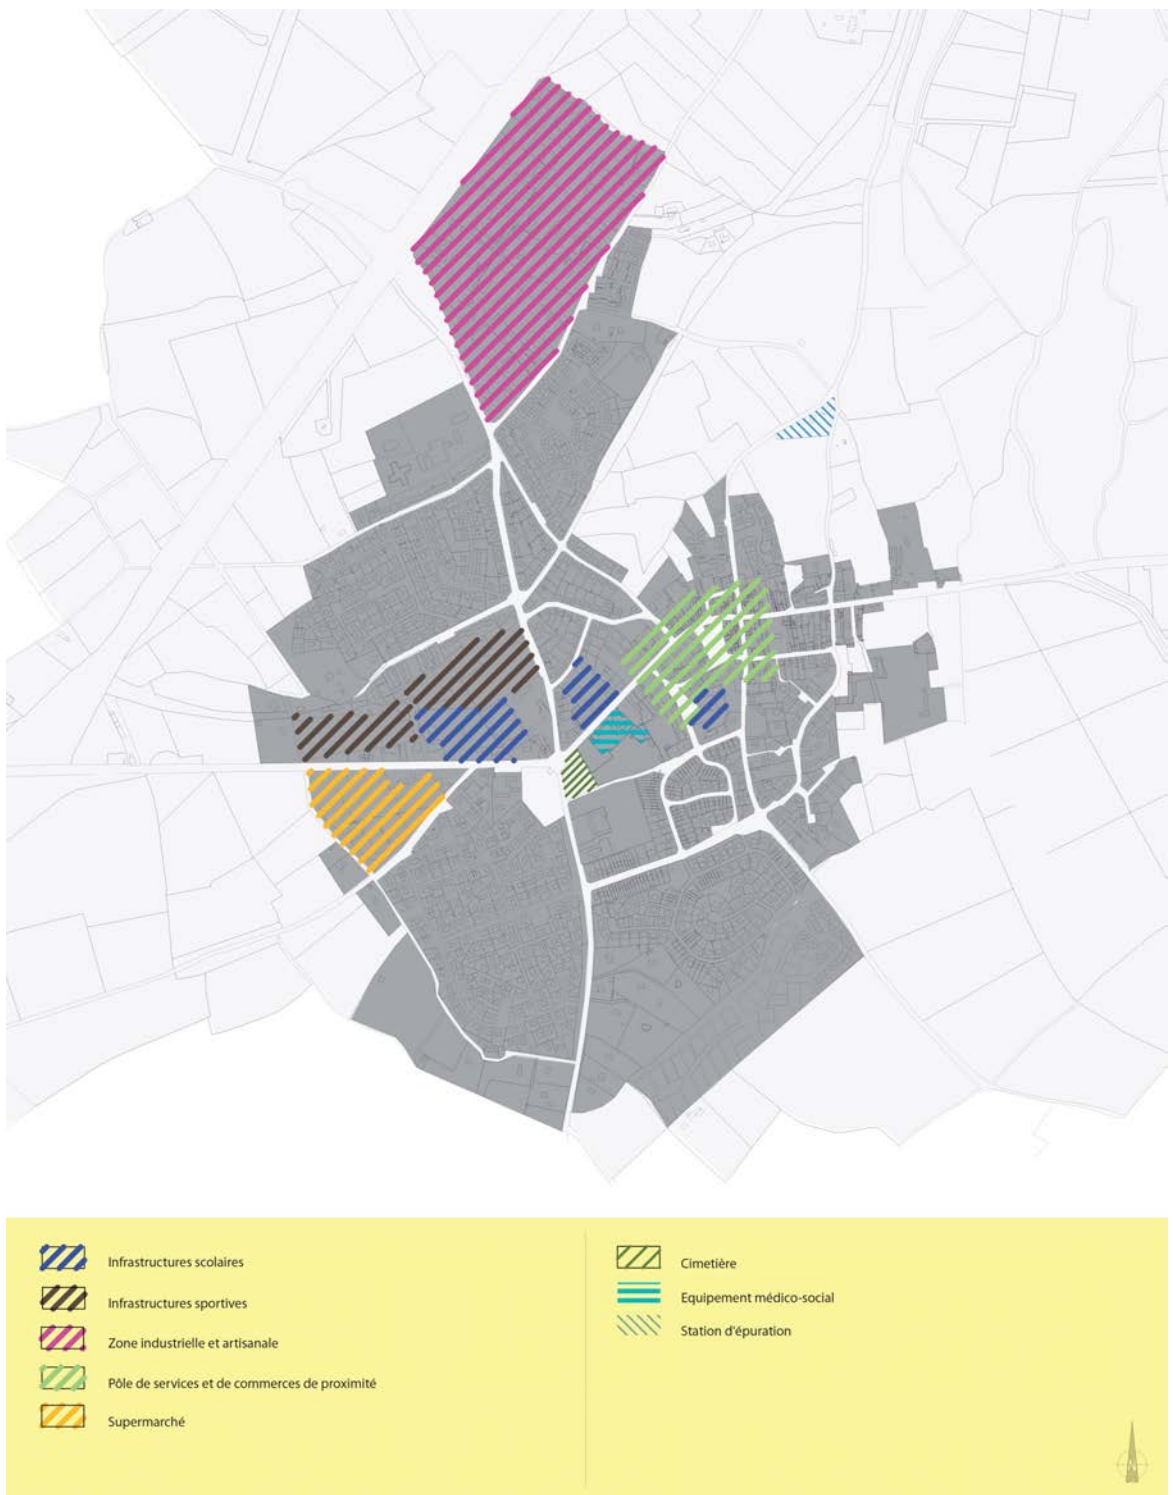 Infrastructures scolaires
Infrastructures sportives
Zone industrielle et artisanale
Pôle de services et de commerces de proximité
Supermarché
Cimetière
Equipement médico-social
Station d'épuration